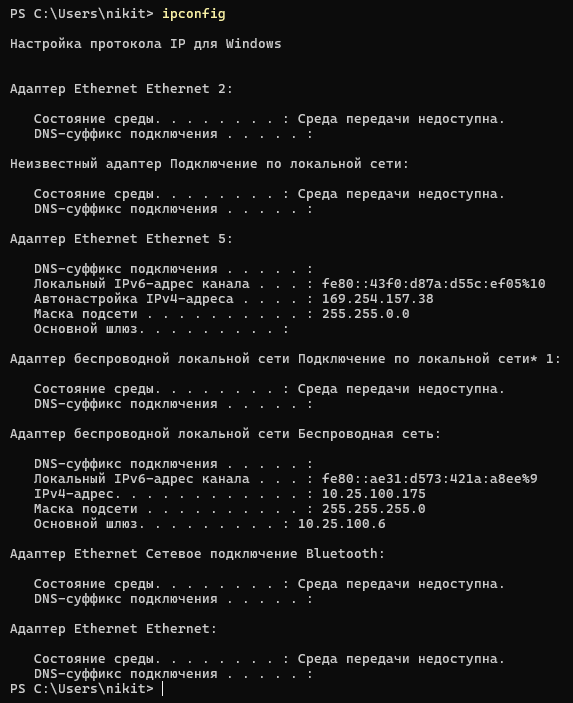 PS C:\Users\nikit> ipconfig
Настройка протокола IP для Windows
Адаптер Ethernet Ethernet 2:
Состояние среды. . . . . . . . : Среда передачи недоступна.
DNS-суффикс подключения . . . . . :
Неизвестный адаптер Подключение по локальной сети:
Состояние среды. . . . . . . . : Среда передачи недоступна.
DNS-суффикс подключения . . . . . :
Адаптер Ethernet Ethernet 5:
DNS-суффикс подключения . . . . . :
Локальный IPv6-адрес канала . . . : fe80::43f0:d87a:d55c:ef05%10
Автонастройка IPv4-адреса . . . . : 169.254.157.38
Маска подсети . . . . . . . . . . : 255.255.0.0
Основной шлюз. . . . . . . . . :
Адаптер беспроводной локальной сети Подключение по локальной сети* 1:
Состояние среды. . . . . . . . : Среда передачи недоступна.
DNS-суффикс подключения . . . . . :
Адаптер беспроводной локальной сети Беспроводная сеть:
DNS-суффикс подключения . . . . . :
Локальный IPv6-адрес канала . . . : fe80::ae31:d573:421a:a8ee%9
IPv4-адрес. . . . . . . . . . . . : 10.25.100.175
Маска подсети . . . . . . . . . . : 255.255.255.0
Основной шлюз. . . . . . . . . : 10.25.100.6
Адаптер Ethernet Сетевое подключение Bluetooth:
Состояние среды. . . . . . . . : Среда передачи недоступна.
DNS-суффикс подключения . . . . . :
Адаптер Ethernet Ethernet:
Состояние среды. . . . . . . . : Среда передачи недоступна.
DNS-суффикс подключения . . . . . :
PS C:\Users\nikit>